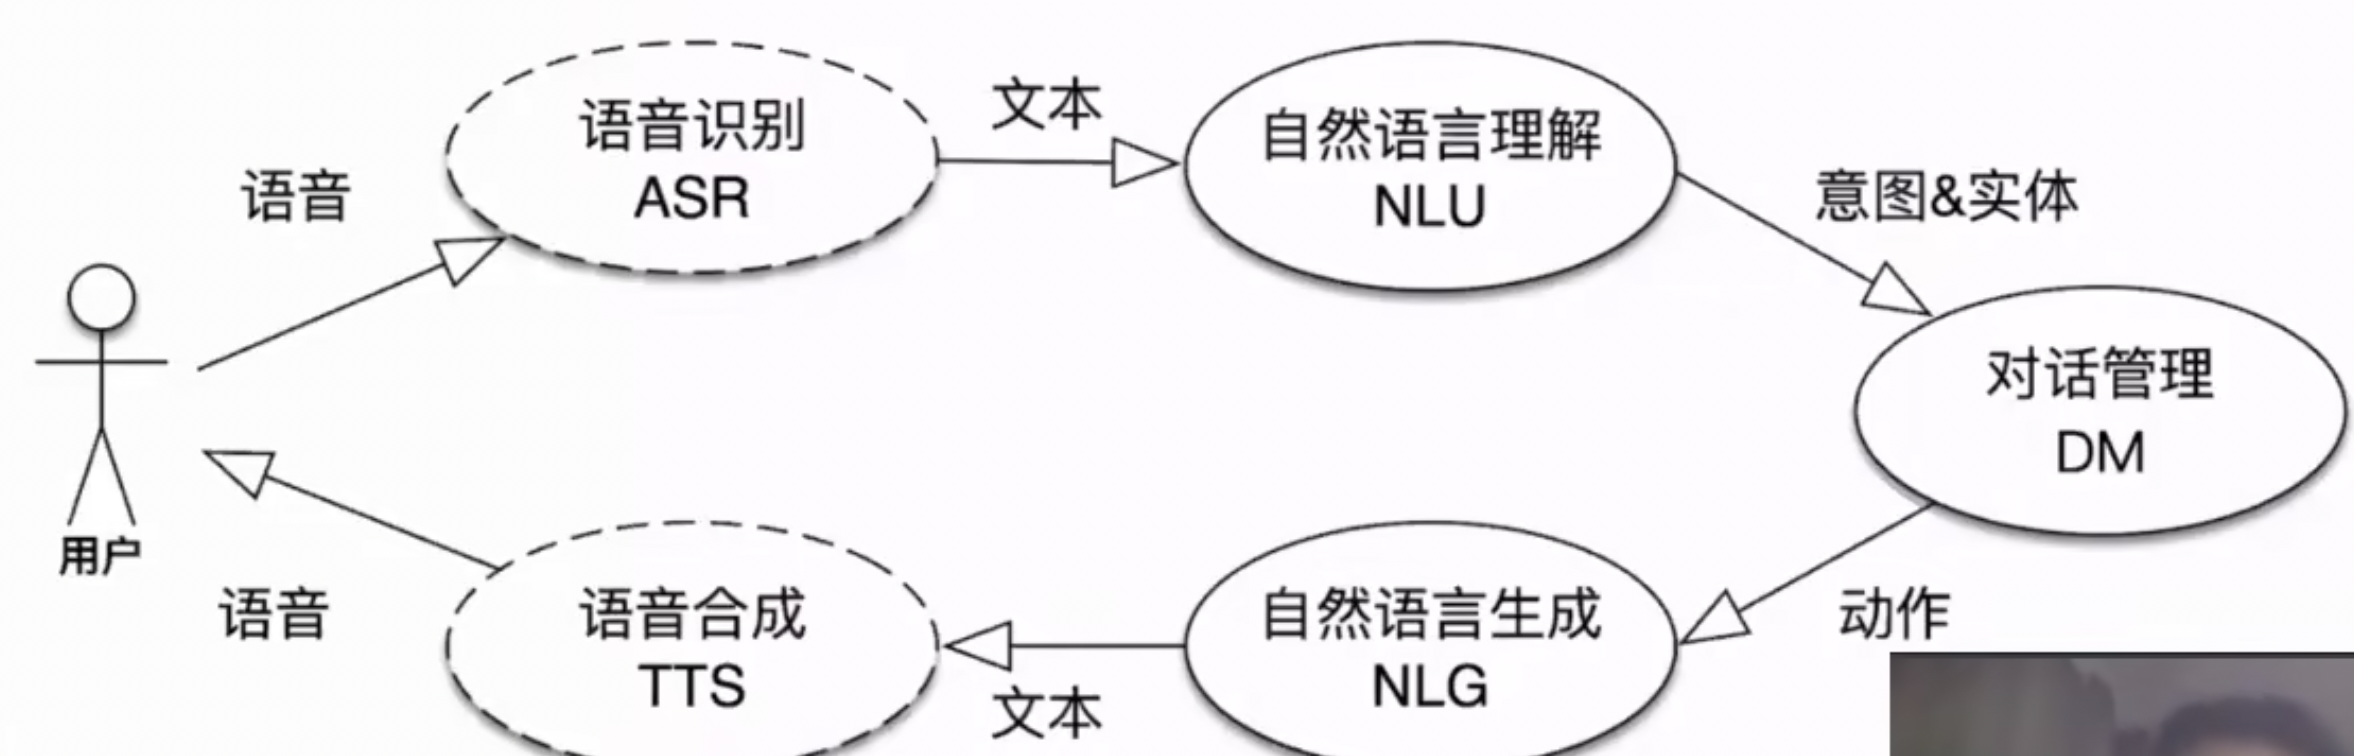 语音识别
ASR
文本
自然语言理解
NLU
语音
意图&实体
对话管理
DM
用户
语音
语音合成
TTS
文本
自然语言生成
NLG
动作